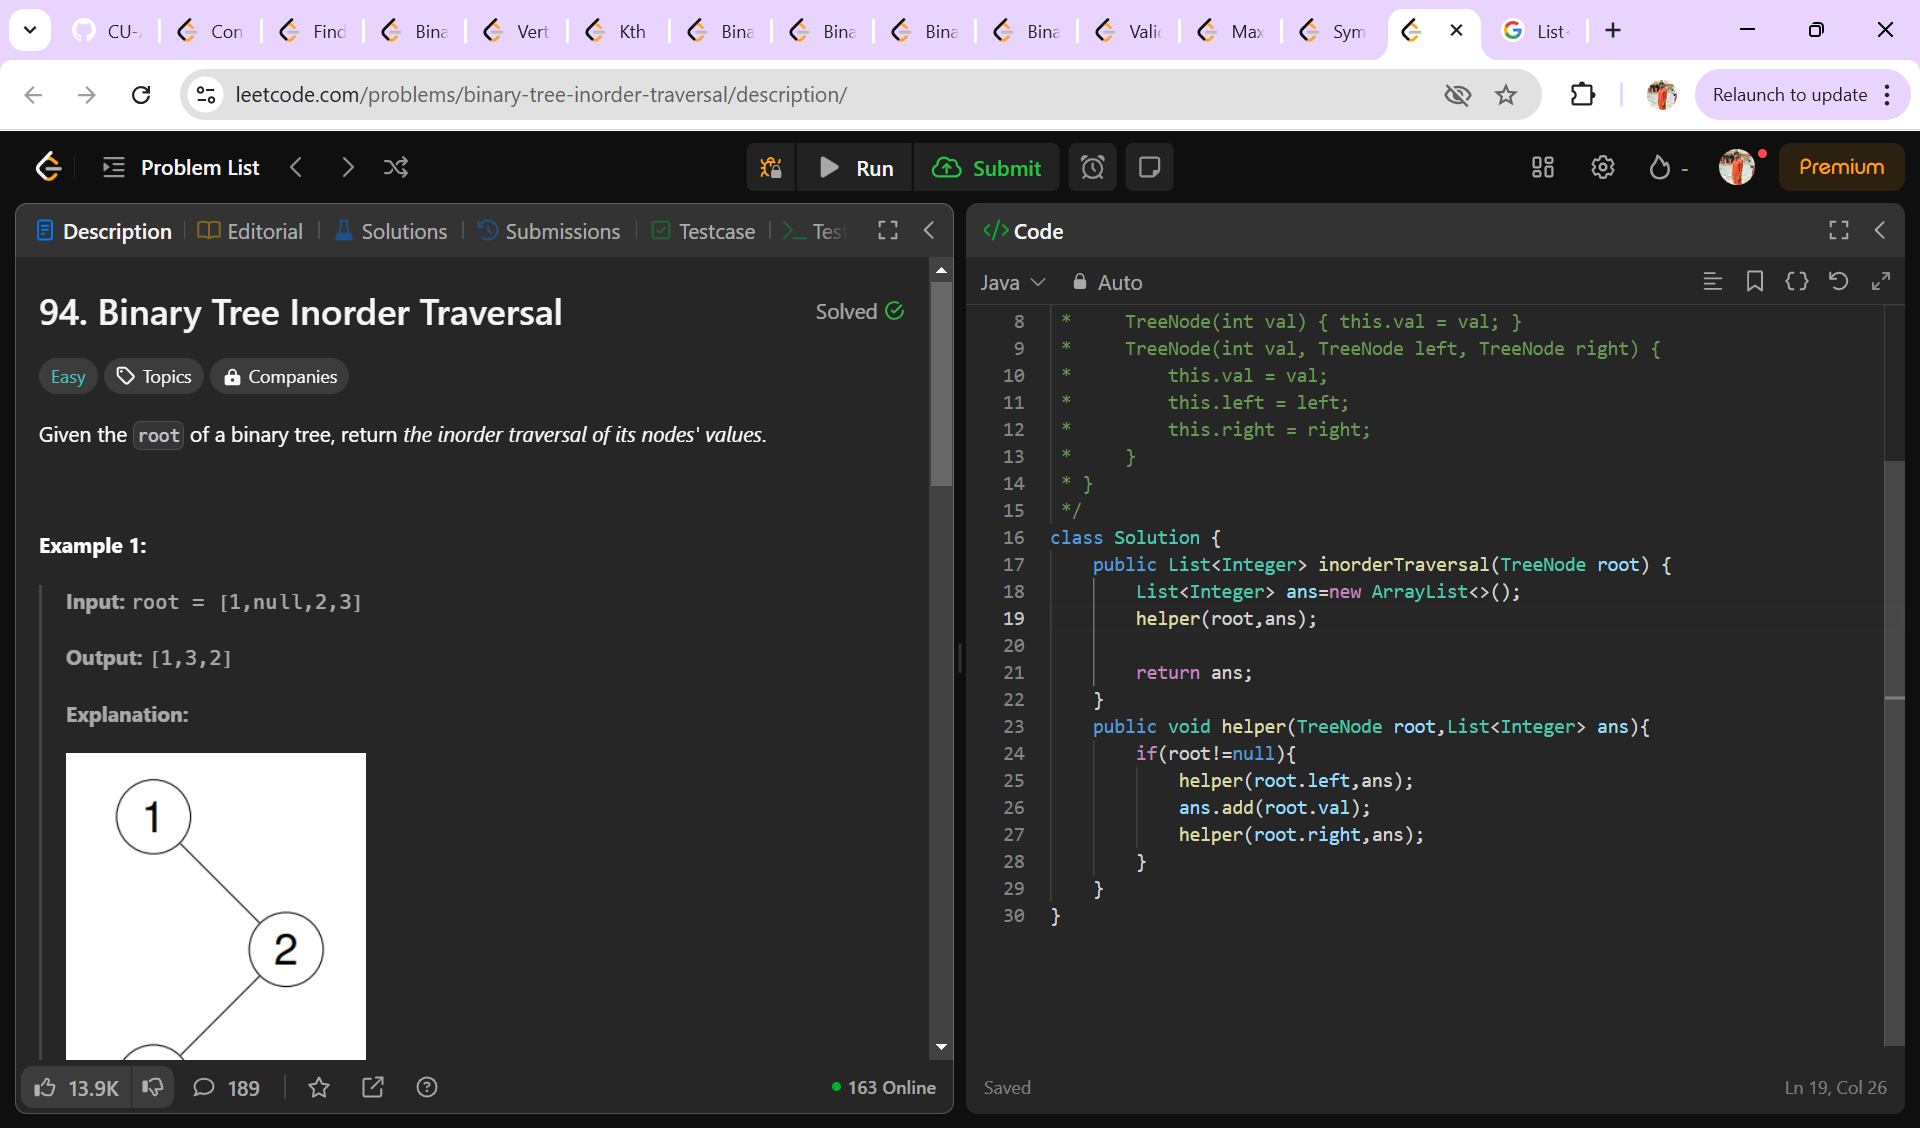 CU-
Con
Find
Bina
Vert
Kth
Bina
Bina
Bina
Bina
Valid
Max
Sym
List
leetcode.com/problems/binary-tree-inorder-traversal/description/
Relaunch to update
Problem List
Run
Submit
-
Premium
Description
Editorial
Solutions
Submissions
Testcase
Test
</> Code
94. Binary Tree Inorder Traversal
Solved
Easy
Topics
Companies
Given the root of a binary tree, return the inorder traversal of its nodes' values.
Example 1:
Input: root = [1,null,2,3]
Output: [1,3,2]
Explanation:
1
2
13.9K
189
163 Online
Java
Auto
8 *     TreeNode(int val) { this.val = val; }
9 *     TreeNode(int val, TreeNode left, TreeNode right) {
10 *         this.val = val;
11 *         this.left = left;
12 *         this.right = right;
13 *     }
14 * }
15 */
16 class Solution {
17     public List<Integer> inorderTraversal(TreeNode root) {
18         List<Integer> ans=new ArrayList<>();
19         helper(root,ans);
20
21         return ans;
22     }
23     public void helper(TreeNode root,List<Integer> ans){
24         if(root!=null){
25             helper(root.left,ans);
26             ans.add(root.val);
27             helper(root.right,ans);
28         }
29     }
30 }
Saved
Ln 19, Col 26